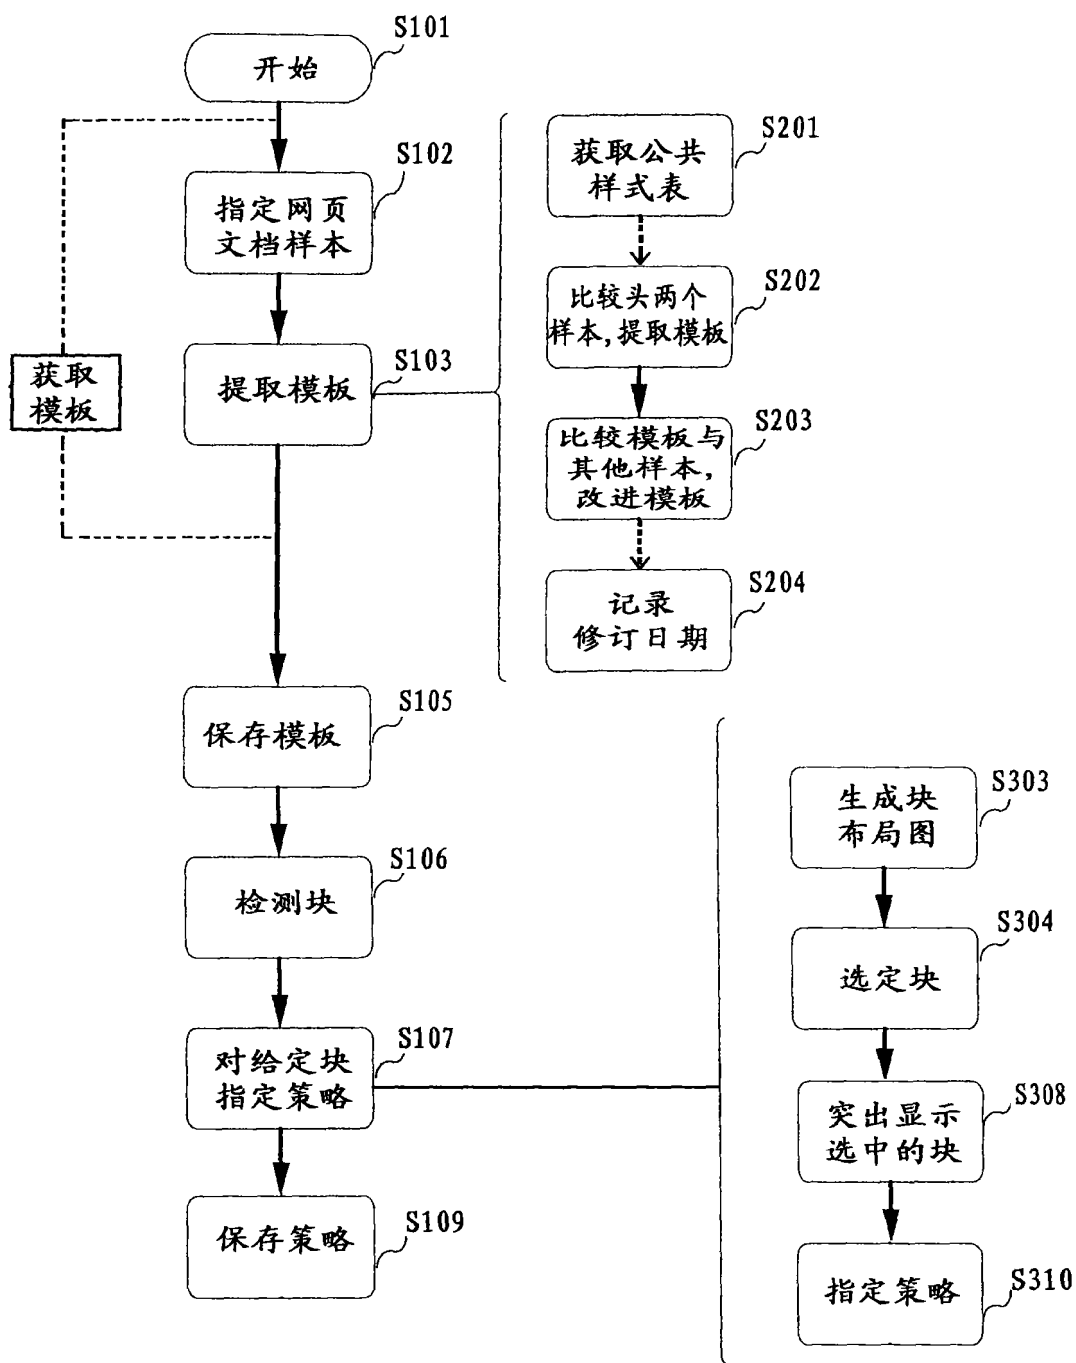 S101
开始
S102
指定网页
文档样本
S103
提取模板
获取
模板
S201
获取公共
样式表
S202
比较头两个
样本,提取模板
S203
比较模板与
其他样本,
改进模板
S204
记录
修订日期
S105
保存模板
S106
检测块
S107
对给定块
指定策略
S109
保存策略
S303
生成块
布局图
S304
选定块
S308
突出显示
选中的块
S310
指定策略